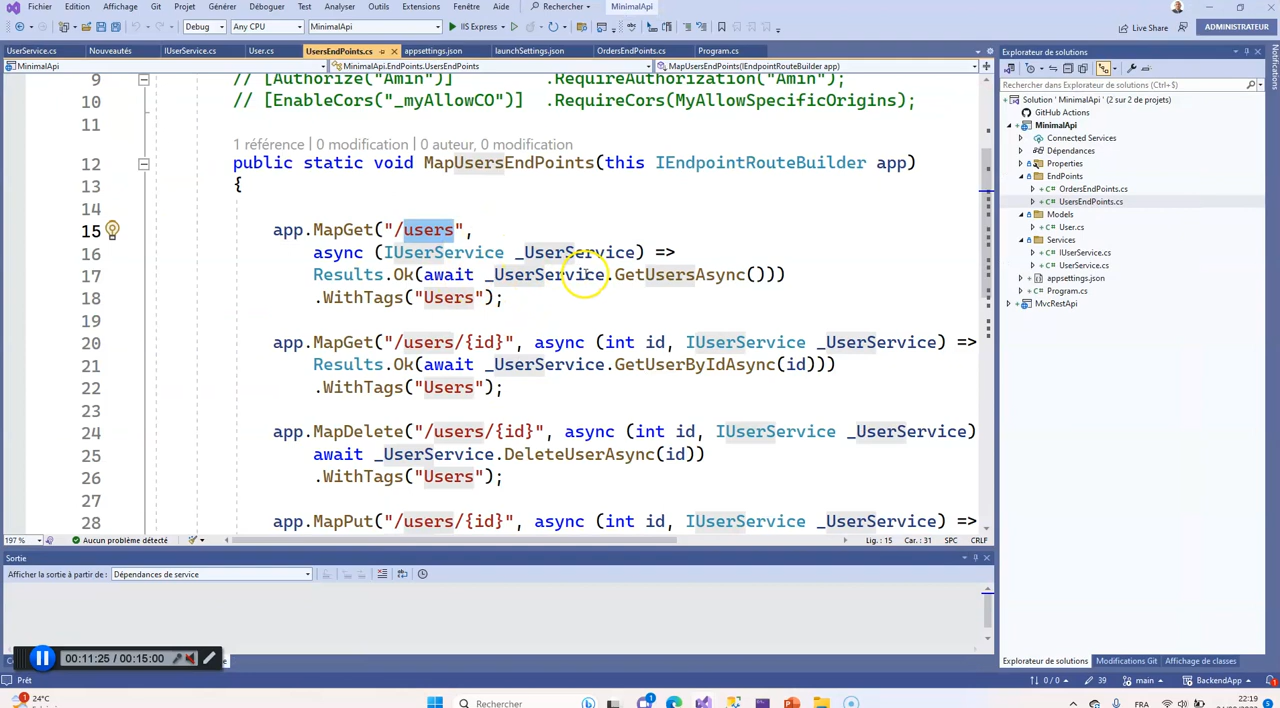 Fichier Edition Affichage Git Projet Générer Déboguer Test Analyser Outils Extensions Fenêtre Aide Rechercher MinimalApi
Debug Any CPU MinimalApi IIS Express Live Share ADMINISTRATEUR
UserService.cs Nouveautés IUserService.cs User.cs UsersEndPoints.cs appsettings.json launchSettings.json OrdersEndPoints.cs Program.cs
MinimalApi MinimalApi.EndPoints.UsersEndPoints MapUsersEndPoints(IEndpointRouteBuilder app)
9 // [Authorize("Amin")] .RequireAuthorization("Amin");
10 // [EnableCors("_myAllowCO")] .RequireCors(MyAllowSpecificOrigins);
11
1 référence | 0 modification | 0 auteur, 0 modification
12 public static void MapUsersEndPoints(this IEndpointRouteBuilder app)
13 {
14
15 app.MapGet("/users",
16 async (IUserService _UserService) =>
17 Results.Ok(await _UserService.GetUsersAsync()))
18 .WithTags("Users");
19
20 app.MapGet("/users/{id}", async (int id, IUserService _UserService) =>
21 Results.Ok(await _UserService.GetUserByIdAsync(id)))
22 .WithTags("Users");
23
24 app.MapDelete("/users/{id}", async (int id, IUserService _UserService)
25 await _UserService.DeleteUserAsync(id))
26 .WithTags("Users");
27
28 app.MapPut("/users/{id}", async (int id, IUserService _UserService) =>
197 % Aucun problème détecté Lig.: 15 Car.: 31 SPC CRLF
Sortie
Afficher la sortie à partir de : Dépendances de service
00:11:25 / 00:15:00
Explorateur de solutions
Rechercher dans Explorateur de solutions (Ctrl+$)
Solution 'MinimalApi' (2 sur 2 de projets)
GitHub Actions
MinimalApi
Connected Services
Dépendances
Properties
EndPoints
OrdersEndPoints.cs
UsersEndPoints.cs
Models
User.cs
Services
IUserService.cs
UserService.cs
appsettings.json
Program.cs
MvcRestApi
Notifications
Explorateur de solutions Modifications Git Affichage de classes
Prêt 0 / 0 39 main BackendApp
24°C Rechercher FRA 22:19